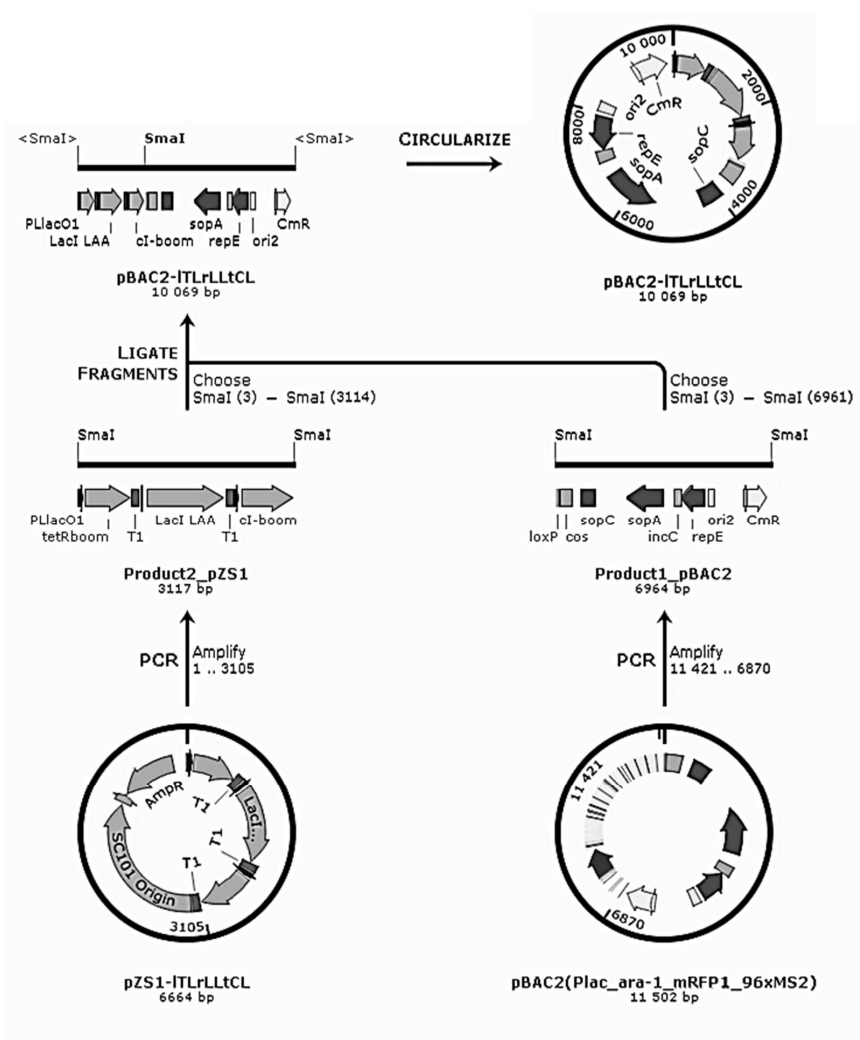 10 000
2000
4000
6000
8000
ori2
CmR
repE
sopA
sopC
<SmaI>
SmaI
<SmaI>
CIRCULARIZE
PLlacO1
LacI LAA
cI-boom
sopA
repE
ori2
CmR
pBAC2-lTLrLLtCL
10 069 bp
pBAC2-lTLrLLtCL
10 069 bp
LIGATE
FRAGMENTS
Choose
SmaI (3) – SmaI (3114)
Choose
SmaI (3) – SmaI (6961)
SmaI
SmaI
SmaI
SmaI
PLlacO1
tetRboom
T1
LacI LAA
T1
cI-boom
loxP
cos
sopC
sopA
incC
repE
ori2
CmR
Product2_pZS1
3117 bp
Product1_pBAC2
6964 bp
PCR
Amplify
1 .. 3105
PCR
Amplify
11 421 .. 6870
AmpR
T1
LacI...
T1
T1
SC101 Origin
3105
11 421
6870
pZS1-lTLrLLtCL
6664 bp
pBAC2(Plac_ara-1_mRFP1_96xMS2)
11 502 bp